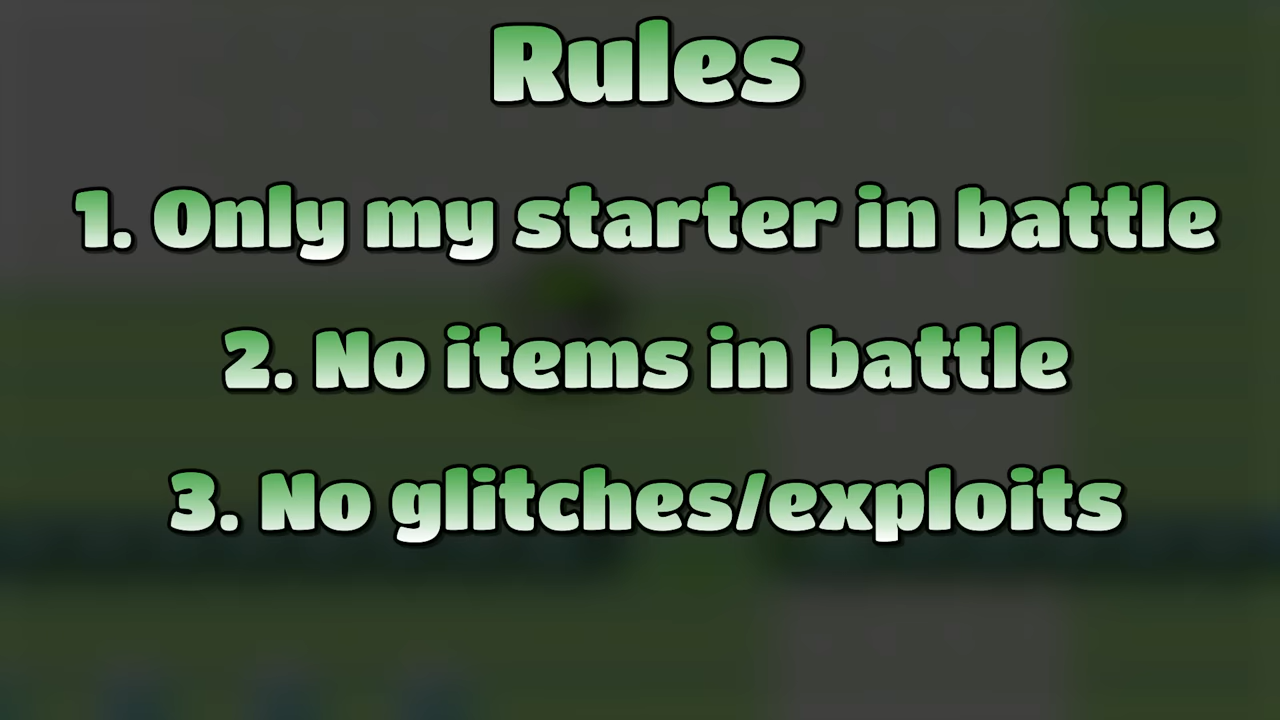 Rules
1. Only my starter in battle
2. No items in battle
3. No glitches/exploits